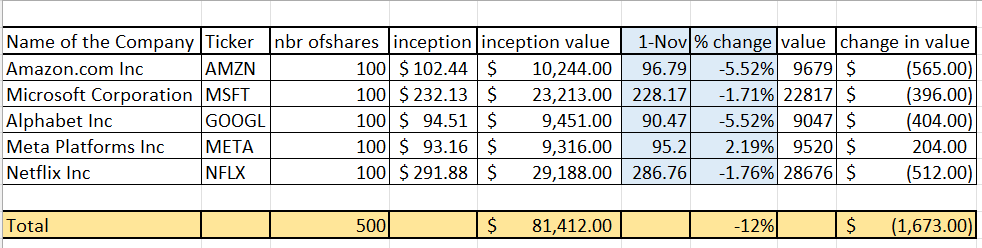 Name of the Company Ticker nbr ofshares inception inception value 1-Nov % change value change in value
Amazon.com Inc AMZN 100 $ 102.44 $ 10,244.00 96.79 -5.52% 9679 $ (565.00)
Microsoft Corporation MSFT 100 $ 232.13 $ 23,213.00 228.17 -1.71% 22817 $ (396.00)
Alphabet Inc GOOGL 100 $ 94.51 $ 9,451.00 90.47 -5.52% 9047 $ (404.00)
Meta Platforms Inc META 100 $ 93.16 $ 9,316.00 95.2 2.19% 9520 $ 204.00
Netflix Inc NFLX 100 $ 291.88 $ 29,188.00 286.76 -1.76% 28676 $ (512.00)
Total 500 $ 81,412.00 -12% $ (1,673.00)